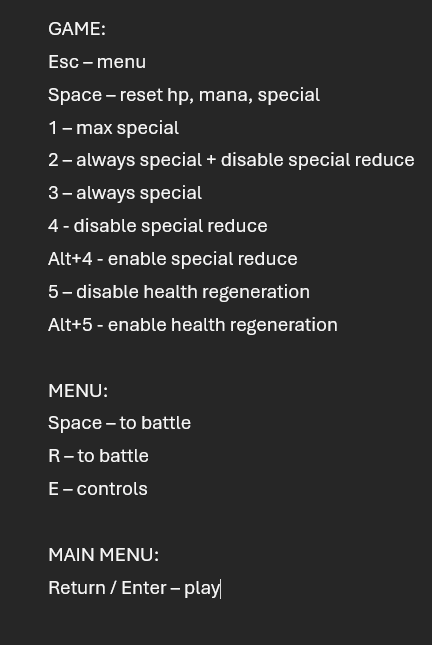 GAME:
Esc – menu
Space – reset hp, mana, special
1 – max special
2 – always special + disable special reduce
3 – always special
4 - disable special reduce
Alt+4 - enable special reduce
5 – disable health regeneration
Alt+5 - enable health regeneration
MENU:
Space – to battle
R – to battle
E – controls
MAIN MENU:
Return / Enter – play